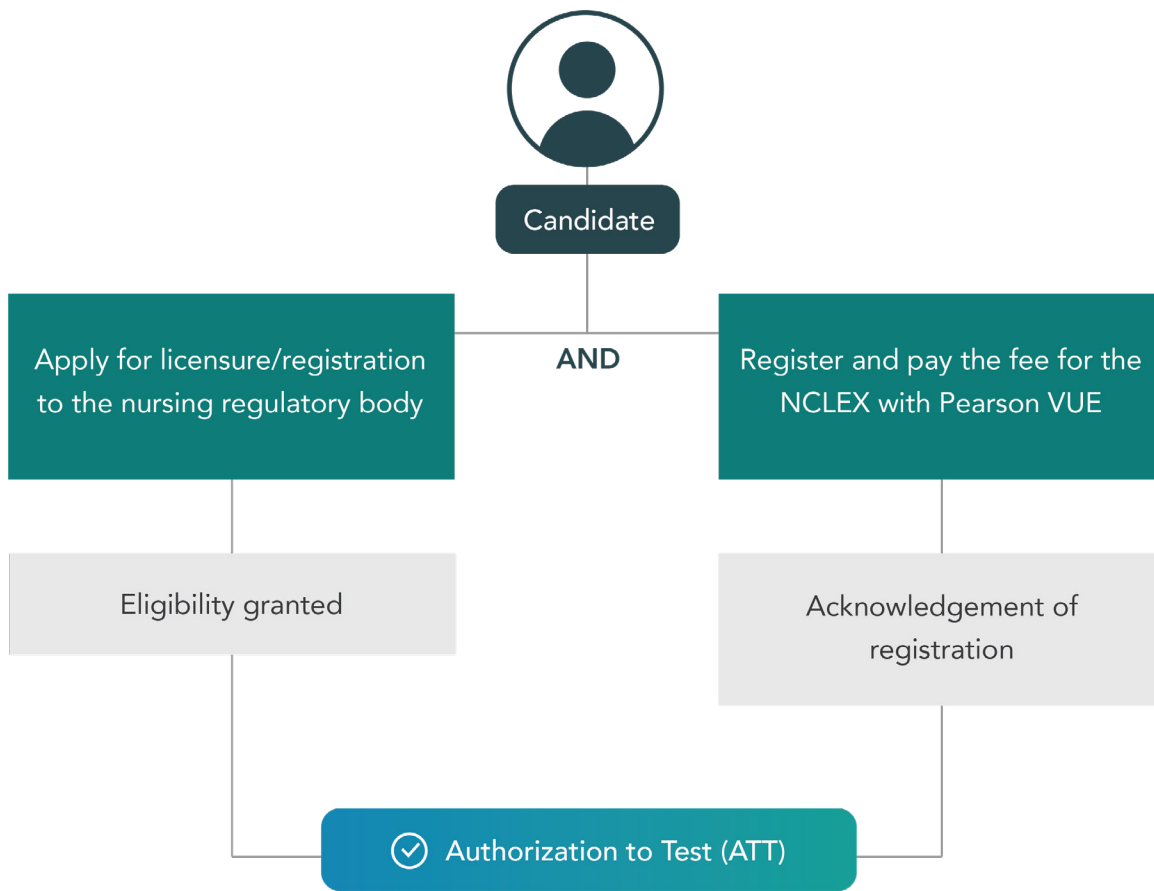 Candidate
Apply for licensure/registration
to the nursing regulatory body
AND
Register and pay the fee for the
NCLEX with Pearson VUE
Eligibility granted
Acknowledgement of
registration
Authorization to Test (ATT)